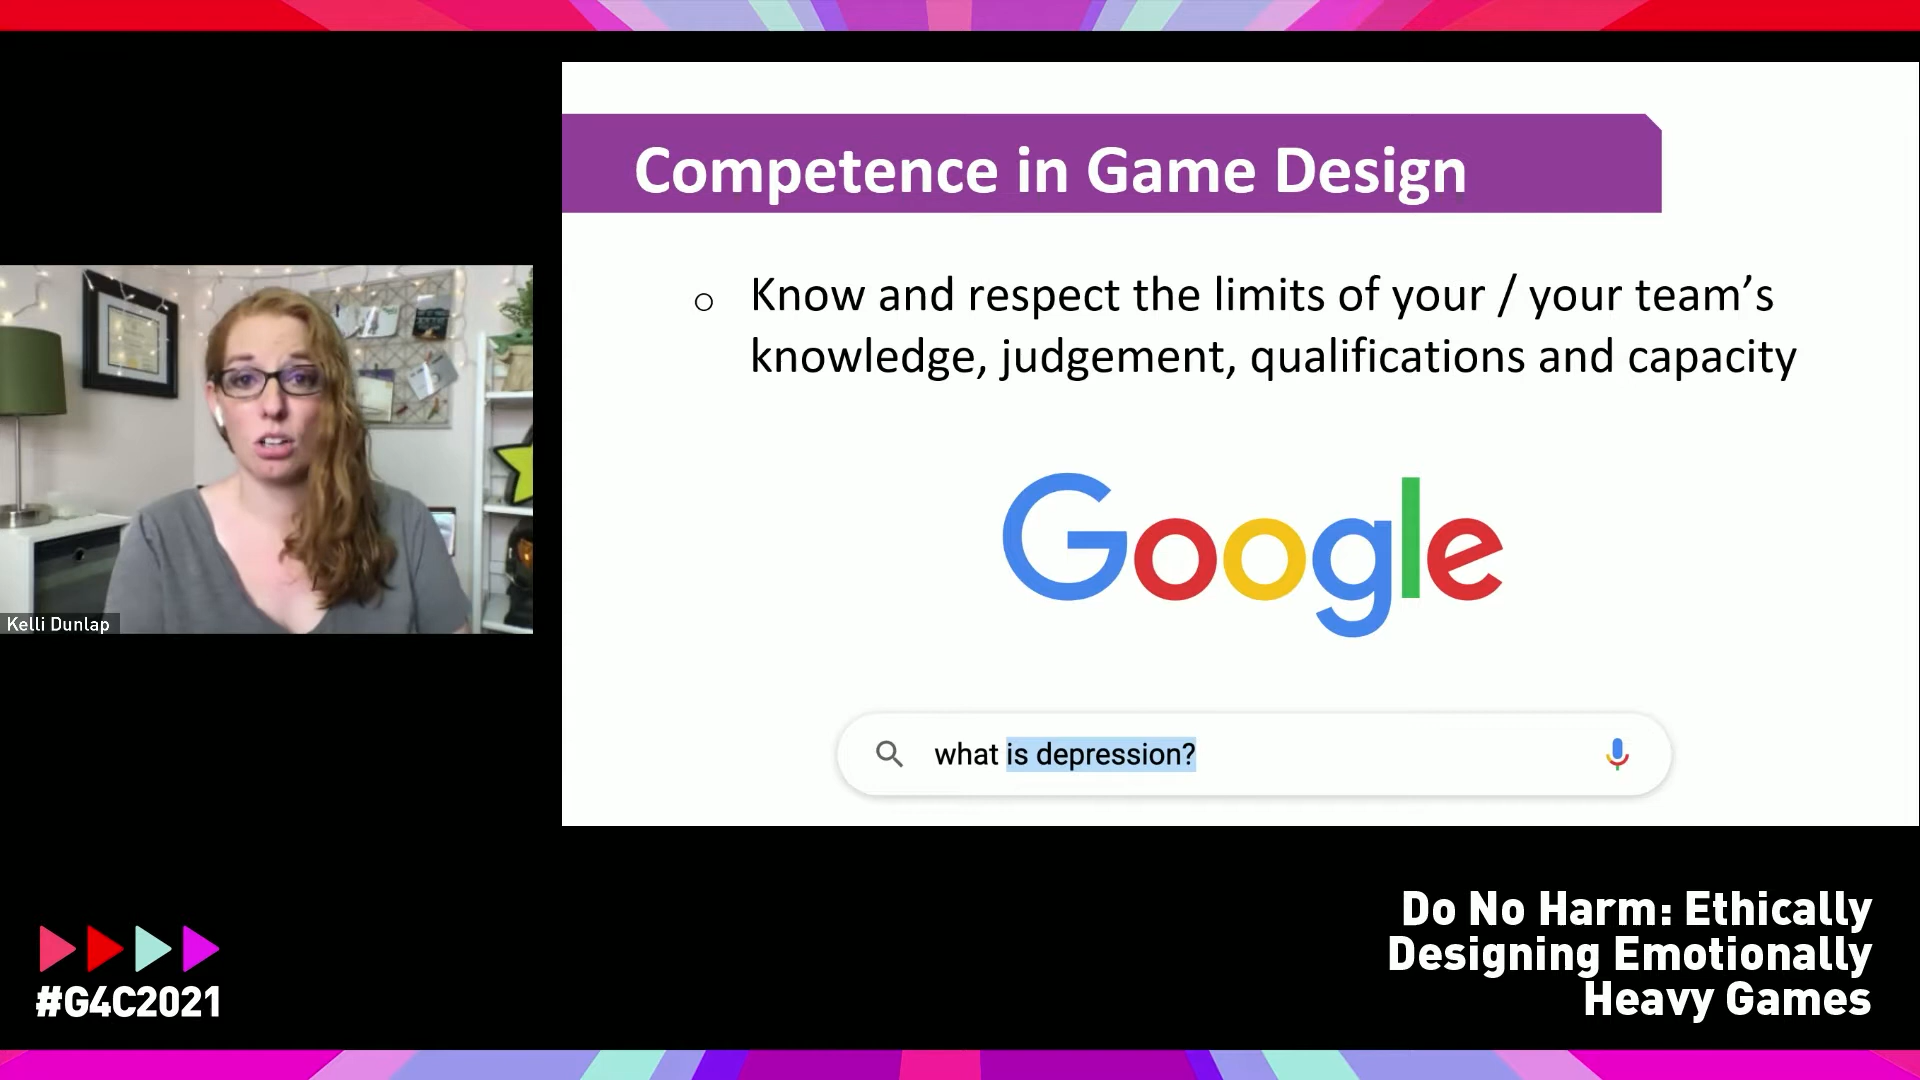 Competence in Game Design
○ Know and respect the limits of your / your team’s
knowledge, judgement, qualifications and capacity
Google
what is depression?
Kelli Dunlap
#G4C2021
Do No Harm: Ethically
Designing Emotionally
Heavy Games